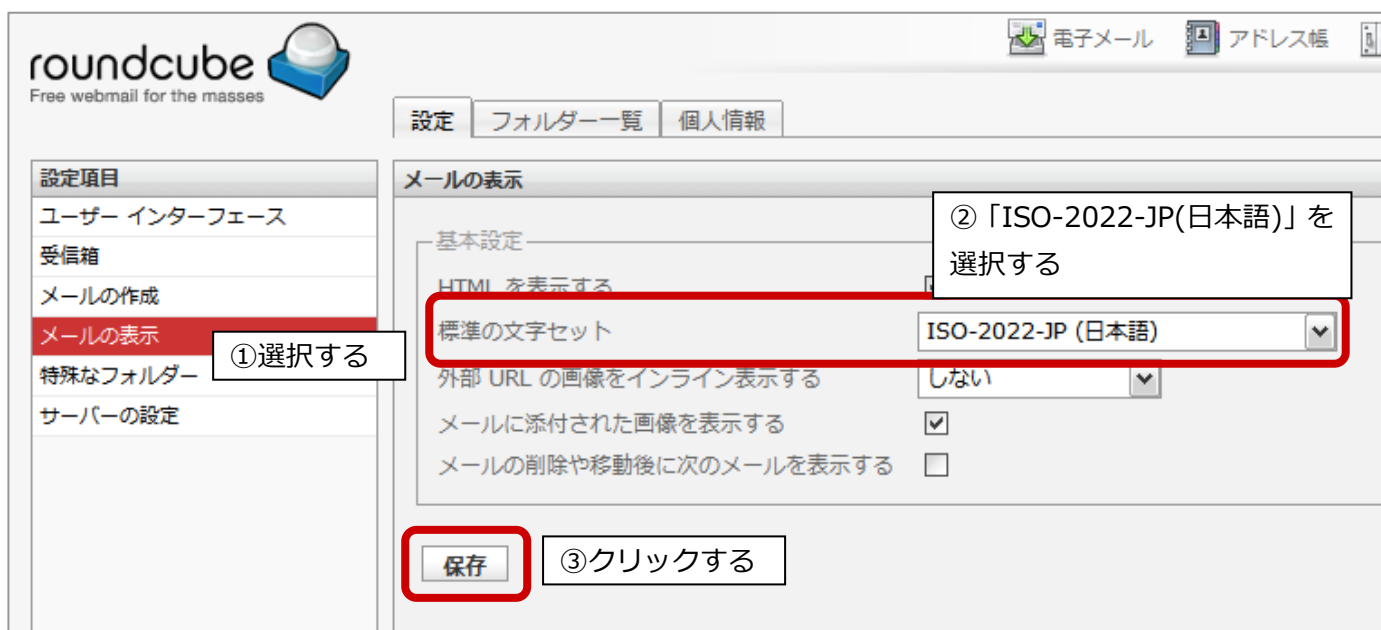 roundcube
Free webmail for the masses
電子メール アドレス帳
設定 フォルダー一覧 個人情報
設定項目
ユーザー インターフェース
受信箱
メールの作成
メールの表示
特殊なフォルダー
サーバーの設定
①選択する
メールの表示
②「ISO-2022-JP(日本語)」を
選択する
基本設定
HTML を表示する
標準の文字セット ISO-2022-JP (日本語)
外部 URL の画像をインライン表示する しない
メールに添付された画像を表示する
メールの削除や移動後に次のメールを表示する
保存 ③クリックする